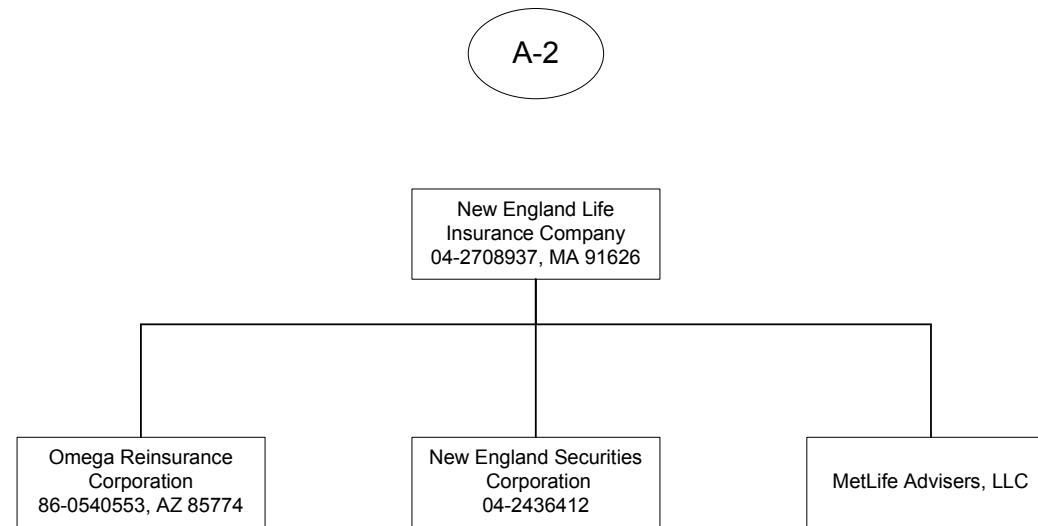 A-2
New England Life
Insurance Company
04-2708937, MA 91626
Omega Reinsurance
Corporation
86-0540553, AZ 85774
New England Securities
Corporation
04-2436412
MetLife Advisers, LLC